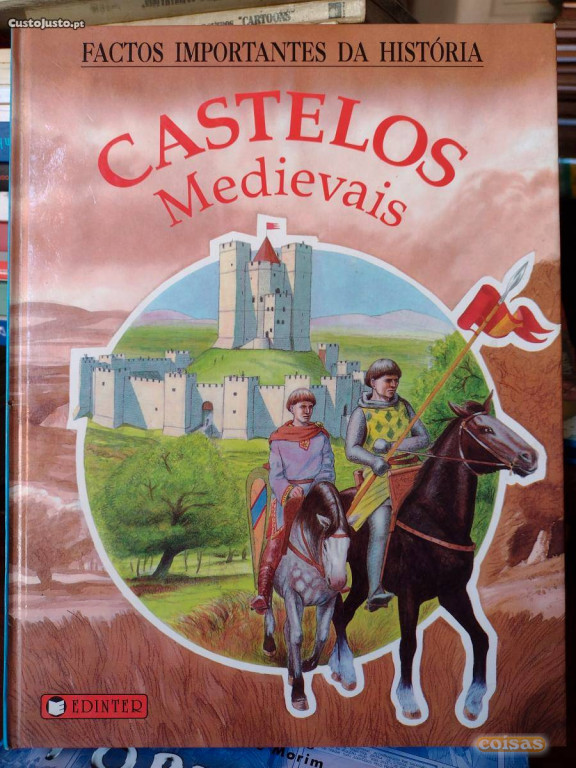 CustoJusto.pt
"CARTOONS"
FACTOS IMPORTANTES DA HISTÓRIA
CASTELOS
Medievais
EDINTER
Morim
coisas